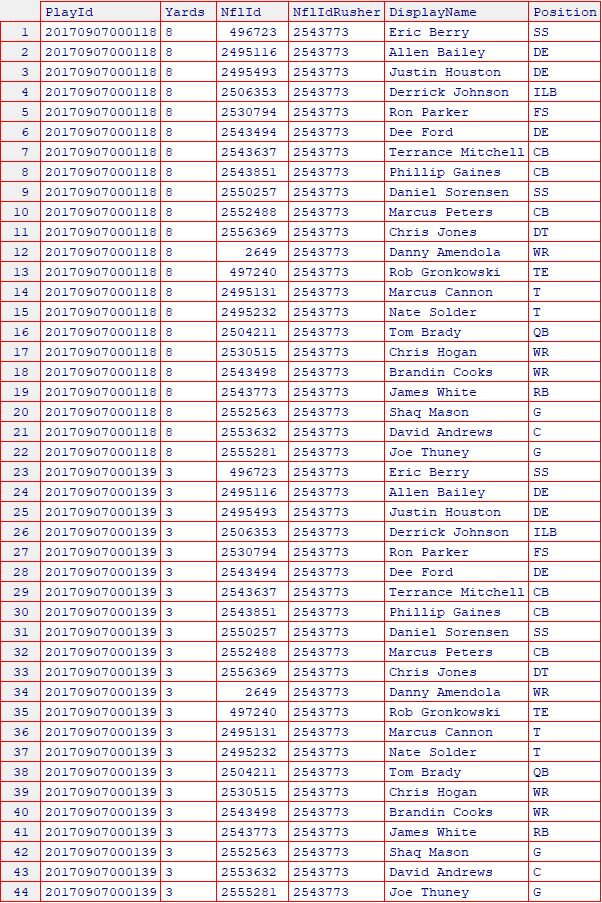 PlayId Yards NflId NflIdRusher DisplayName Position
1 20170907000118 8 496723 2543773 Eric Berry SS
2 20170907000118 8 2495116 2543773 Allen Bailey DE
3 20170907000118 8 2495493 2543773 Justin Houston DE
4 20170907000118 8 2506353 2543773 Derrick Johnson ILB
5 20170907000118 8 2530794 2543773 Ron Parker FS
6 20170907000118 8 2543494 2543773 Dee Ford DE
7 20170907000118 8 2543637 2543773 Terrance Mitchell CB
8 20170907000118 8 2543851 2543773 Phillip Gaines CB
9 20170907000118 8 2550257 2543773 Daniel Sorensen SS
10 20170907000118 8 2552488 2543773 Marcus Peters CB
11 20170907000118 8 2556369 2543773 Chris Jones DT
12 20170907000118 8 2649 2543773 Danny Amendola WR
13 20170907000118 8 497240 2543773 Rob Gronkowski TE
14 20170907000118 8 2495131 2543773 Marcus Cannon T
15 20170907000118 8 2495232 2543773 Nate Solder T
16 20170907000118 8 2504211 2543773 Tom Brady QB
17 20170907000118 8 2530515 2543773 Chris Hogan WR
18 20170907000118 8 2543498 2543773 Brandin Cooks WR
19 20170907000118 8 2543773 2543773 James White RB
20 20170907000118 8 2552563 2543773 Shaq Mason G
21 20170907000118 8 2553632 2543773 David Andrews C
22 20170907000118 8 2555281 2543773 Joe Thuney G
23 20170907000139 3 496723 2543773 Eric Berry SS
24 20170907000139 3 2495116 2543773 Allen Bailey DE
25 20170907000139 3 2495493 2543773 Justin Houston DE
26 20170907000139 3 2506353 2543773 Derrick Johnson ILB
27 20170907000139 3 2530794 2543773 Ron Parker FS
28 20170907000139 3 2543494 2543773 Dee Ford DE
29 20170907000139 3 2543637 2543773 Terrance Mitchell CB
30 20170907000139 3 2543851 2543773 Phillip Gaines CB
31 20170907000139 3 2550257 2543773 Daniel Sorensen SS
32 20170907000139 3 2552488 2543773 Marcus Peters CB
33 20170907000139 3 2556369 2543773 Chris Jones DT
34 20170907000139 3 2649 2543773 Danny Amendola WR
35 20170907000139 3 497240 2543773 Rob Gronkowski TE
36 20170907000139 3 2495131 2543773 Marcus Cannon T
37 20170907000139 3 2495232 2543773 Nate Solder T
38 20170907000139 3 2504211 2543773 Tom Brady QB
39 20170907000139 3 2530515 2543773 Chris Hogan WR
40 20170907000139 3 2543498 2543773 Brandin Cooks WR
41 20170907000139 3 2543773 2543773 James White RB
42 20170907000139 3 2552563 2543773 Shaq Mason G
43 20170907000139 3 2553632 2543773 David Andrews C
44 20170907000139 3 2555281 2543773 Joe Thuney G